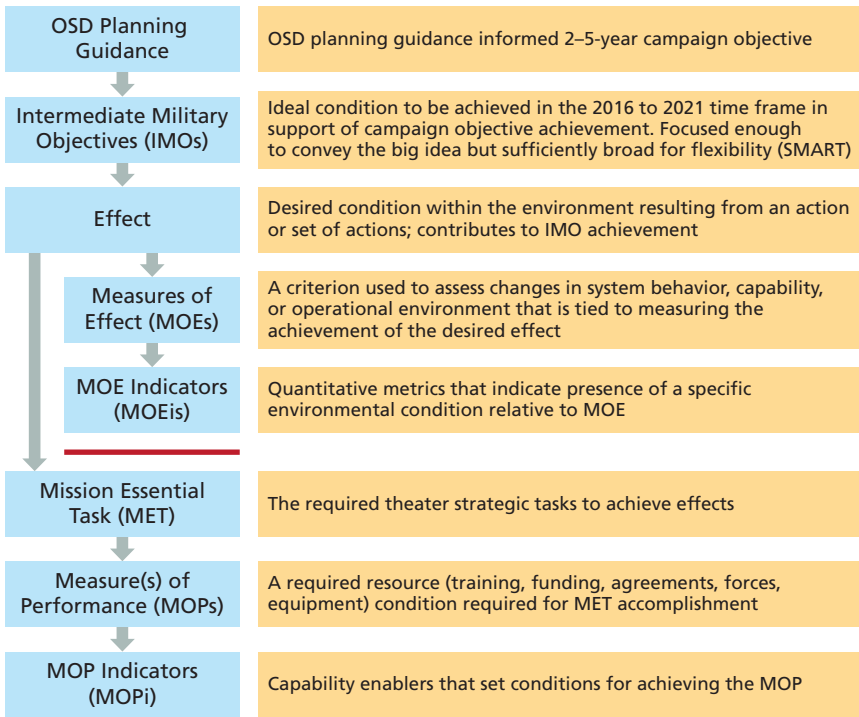 OSD Planning
Guidance
OSD planning guidance informed 2–5-year campaign objective
Intermediate Military
Objectives (IMOs)
Ideal condition to be achieved in the 2016 to 2021 time frame in
support of campaign objective achievement. Focused enough
to convey the big idea but sufficiently broad for flexibility (SMART)
Effect
Desired condition within the environment resulting from an action
or set of actions; contributes to IMO achievement
Measures of
Effect (MOEs)
A criterion used to assess changes in system behavior, capability,
or operational environment that is tied to measuring the
achievement of the desired effect
MOE Indicators
(MOEis)
Quantitative metrics that indicate presence of a specific
environmental condition relative to MOE
Mission Essential
Task (MET)
The required theater strategic tasks to achieve effects
Measure(s) of
Performance (MOPs)
A required resource (training, funding, agreements, forces,
equipment) condition required for MET accomplishment
MOP Indicators
(MOPi)
Capability enablers that set conditions for achieving the MOP